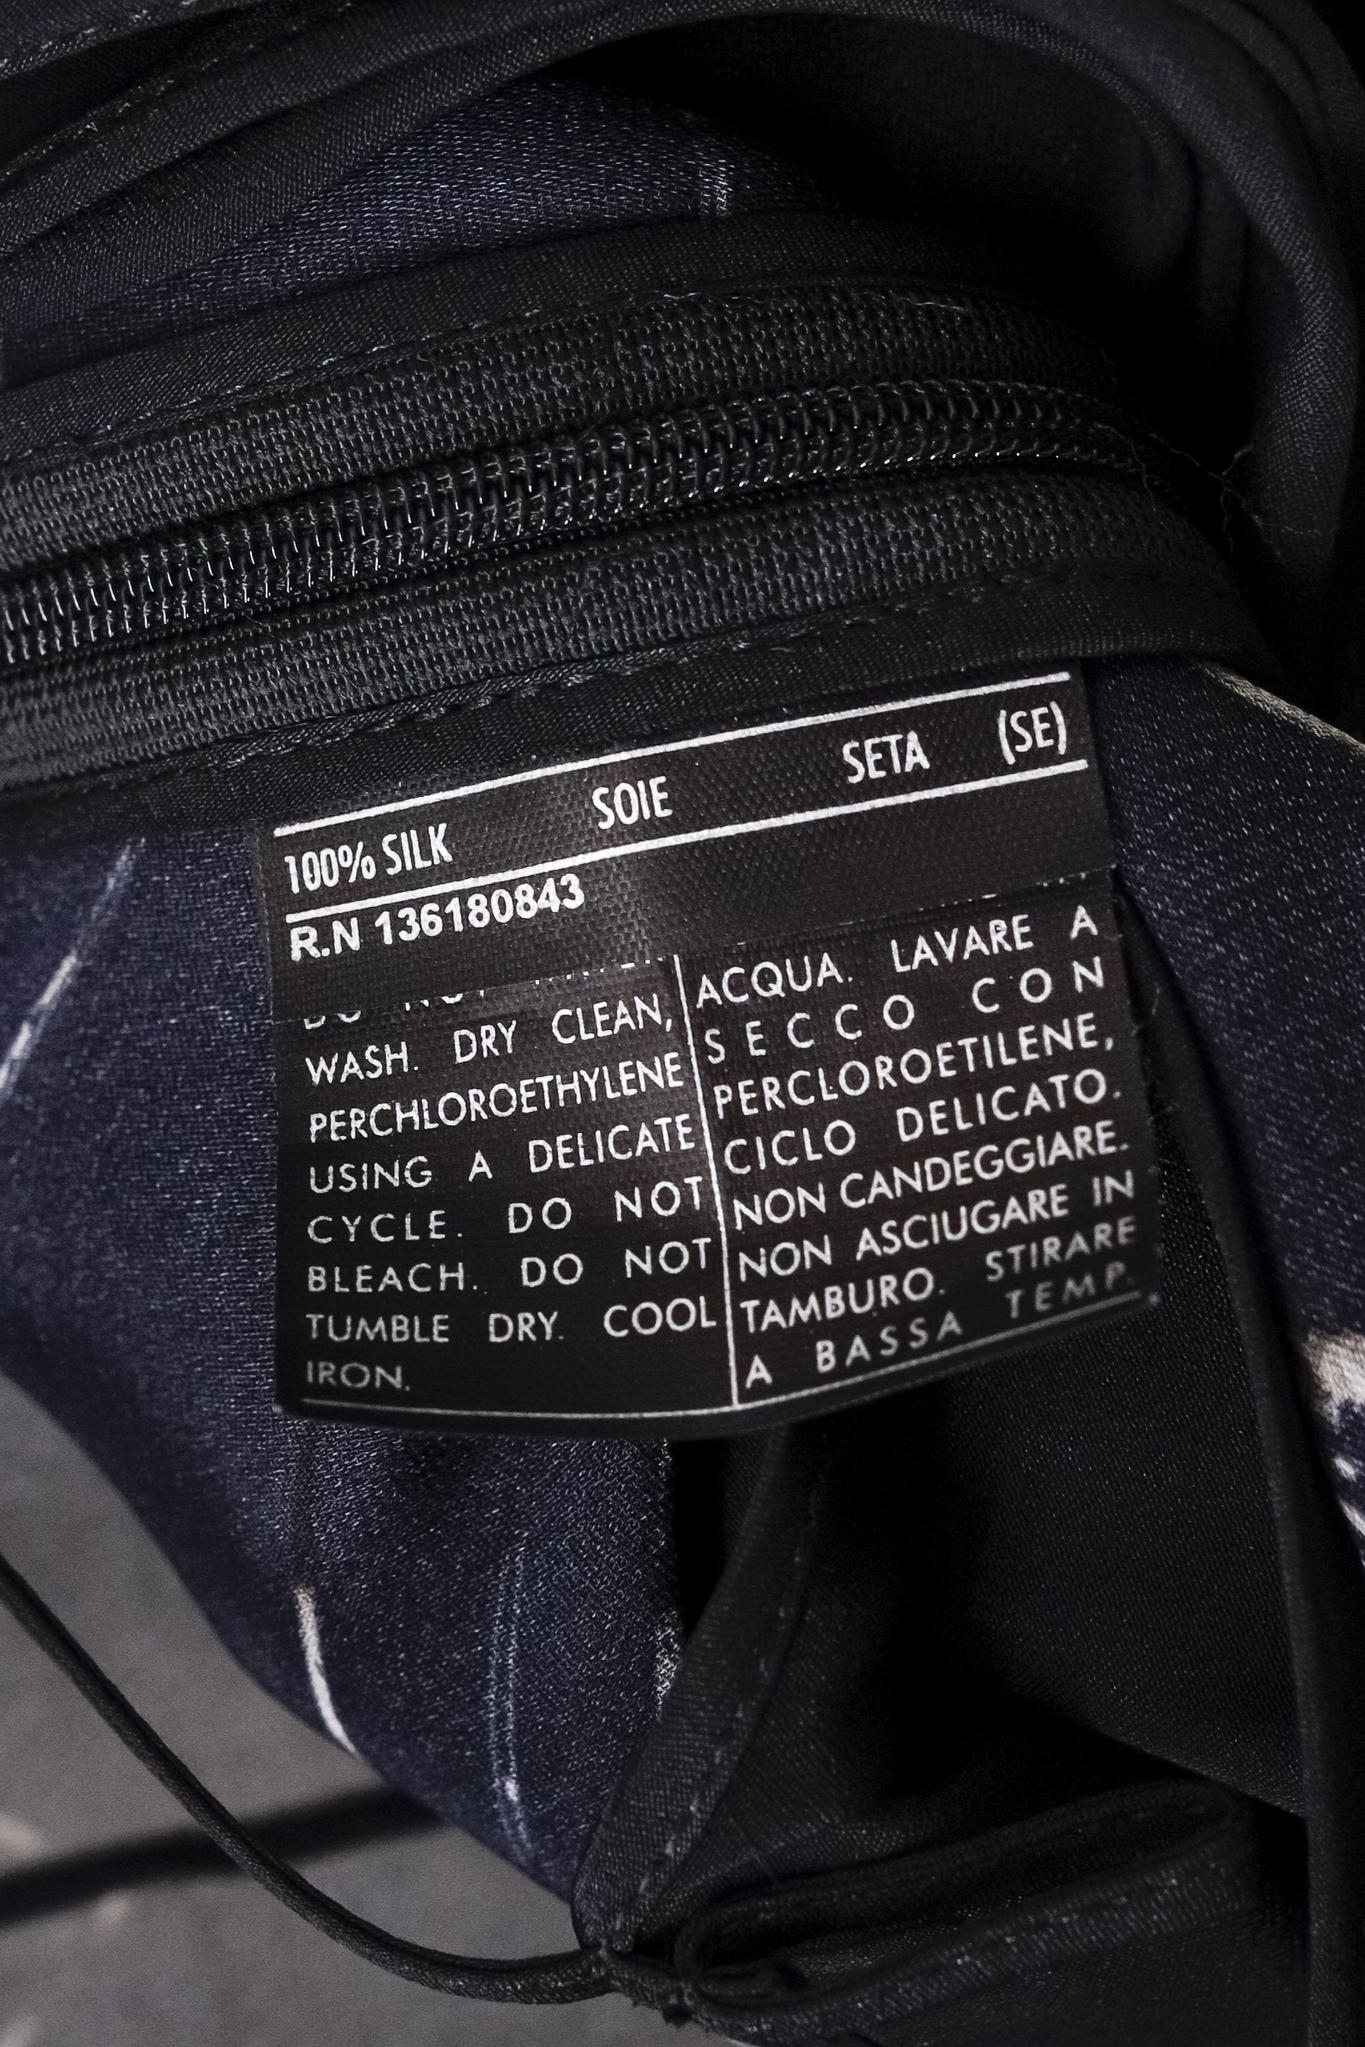 100% SILK SOIE SETA (SE)
R.N 136180843
DO NOT
WASH. DRY CLEAN,
PERCHLOROETHYLENE
USING A DELICATE
CYCLE. DO NOT
BLEACH. DO NOT
TUMBLE DRY. COOL
IRON.
ACQUA. LAVARE A
SECCO CON
PERCLOROETILENE,
CICLO DELICATO.
NON CANDEGGIARE.
NON ASCIUGARE IN
TAMBURO. STIRARE
A BASSA TEMP.